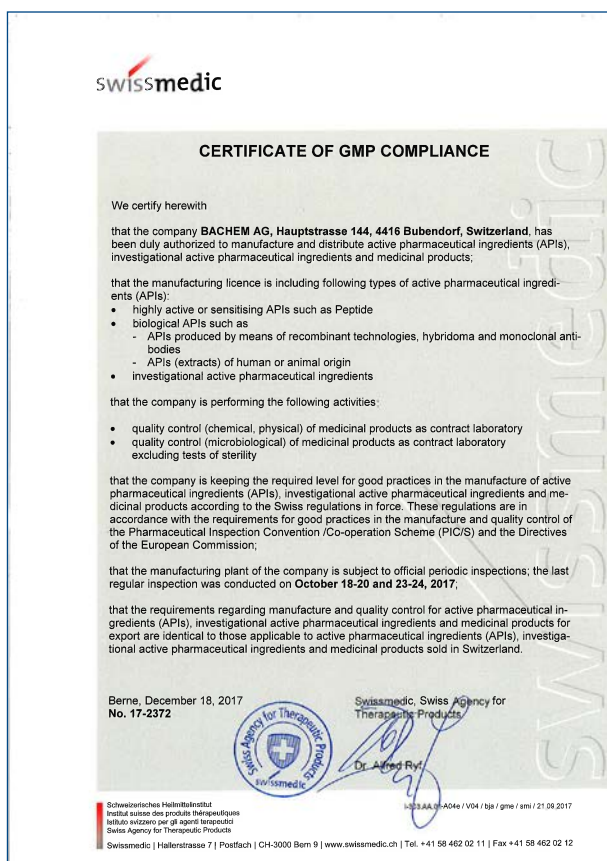 swissmedic
CERTIFICATE OF GMP COMPLIANCE
We certify herewith
that the company BACHEM AG, Hauptstrasse 144, 4416 Bubendorf, Switzerland, has
been duly authorized to manufacture and distribute active pharmaceutical ingredients (APIs),
investigational active pharmaceutical ingredients and medicinal products;
that the manufacturing licence is including following types of active pharmaceutical ingredi-
ents (APIs):
• highly active or sensitising APIs such as Peptide
• biological APIs such as
- APIs produced by means of recombinant technologies, hybridoma and monoclonal anti-
bodies
- APIs (extracts) of human or animal origin
• investigational active pharmaceutical ingredients
that the company is performing the following activities:
• quality control (chemical, physical) of medicinal products as contract laboratory
• quality control (microbiological) of medicinal products as contract laboratory
excluding tests of sterility
that the company is keeping the required level for good practices in the manufacture of active
pharmaceutical ingredients (APIs), investigational active pharmaceutical ingredients and me-
dicinal products according to the Swiss regulations in force. These regulations are in
accordance with the requirements for good practices in the manufacture and quality control of
the Pharmaceutical Inspection Convention /Co-operation Scheme (PIC/S) and the Directives
of the European Commission;
that the manufacturing plant of the company is subject to official periodic inspections; the last
regular inspection was conducted on October 18-20 and 23-24, 2017;
that the requirements regarding manufacture and quality control for active pharmaceutical in-
gredients (APIs), investigational active pharmaceutical ingredients and medicinal products for
export are identical to those applicable to active pharmaceutical ingredients (APIs), investiga-
tional active pharmaceutical ingredients and medicinal products sold in Switzerland.
Berne, December 18, 2017
No. 17-2372
Swiss Agency for Therapeutic Products
swissmedic
Swissmedic, Swiss Agency for
Therapeutic Products
Dr. Alfred Ryf
A04e / V04 / bja / gme / smi / 21.09.2017
Schweizerisches Heilmittelinstitut
Institut suisse des produits thérapeutiques
Istituto svizzero per gli agenti terapeutici
Swiss Agency for Therapeutic Products
Swissmedic | Hallerstrasse 7 | Postfach | CH-3000 Bern 9 | www.swissmedic.ch | Tel. +41 58 462 02 11 | Fax +41 58 462 02 12
swissmedic